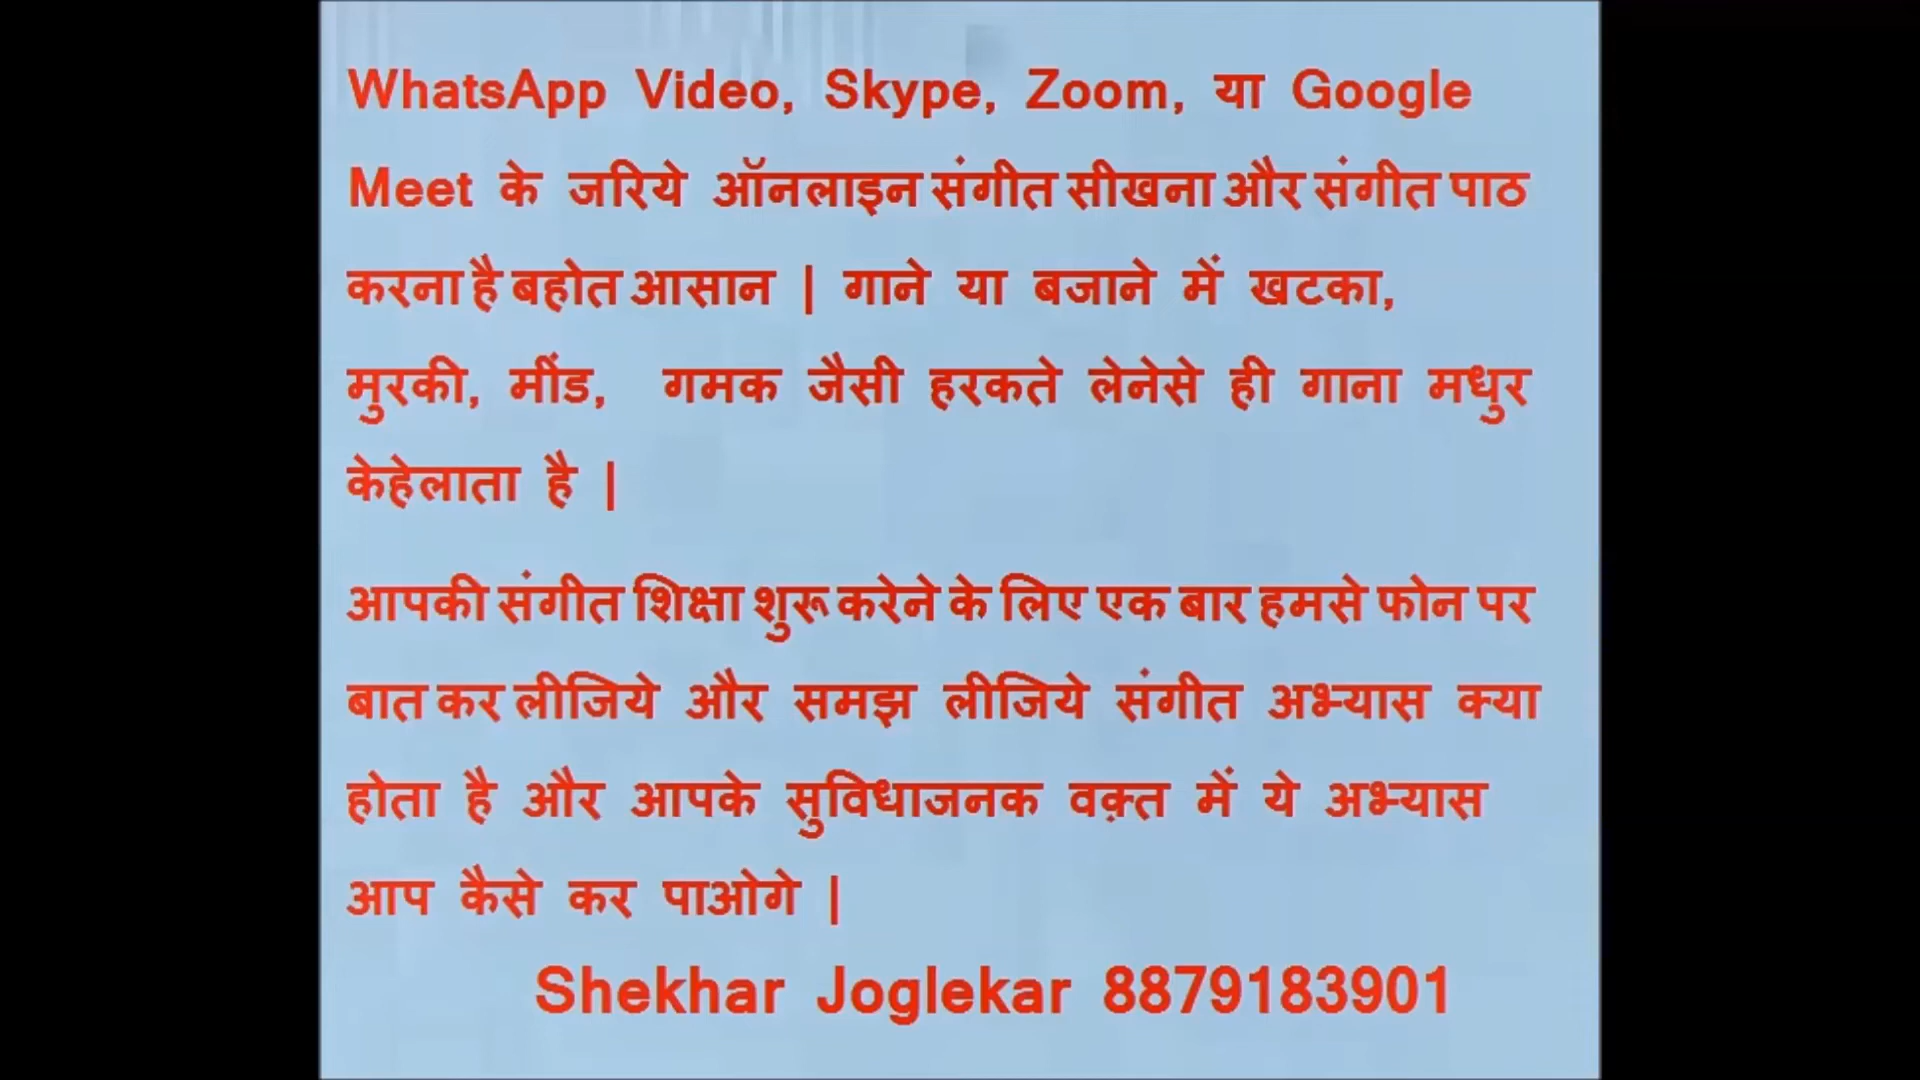 WhatsApp Video, Skype, Zoom, या Google
Meet के जरिये ऑनलाइन संगीत सीखना और संगीत पाठ
करना है बहोत आसान | गाने या बजाने में खटका,
मुरकी, मींड, गमक जैसी हरकते लेनेसे ही गाना मधुर
केहेलाता है |
आपकी संगीत शिक्षा शुरू करेने के लिए एक बार हमसे फोन पर
बात कर लीजिये और समझ लीजिये संगीत अभ्यास क्या
होता है और आपके सुविधाजनक वक़्त में ये अभ्यास
आप कैसे कर पाओगे |
Shekhar Joglekar 8879183901